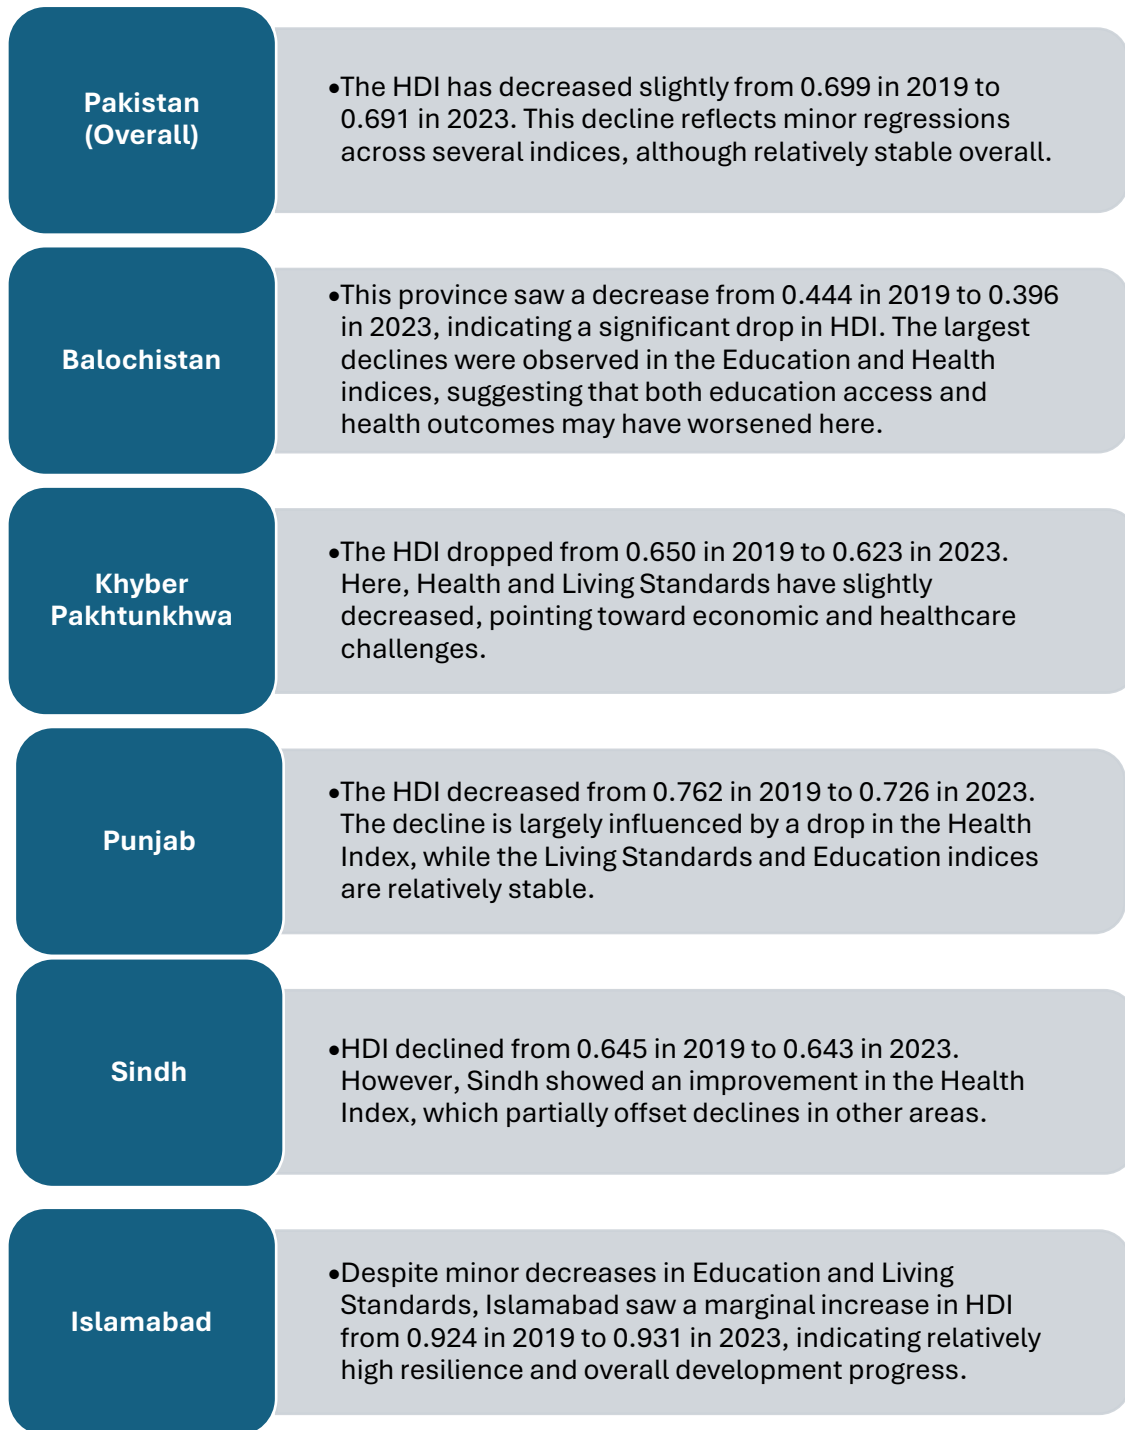 Pakistan
(Overall)
•The HDI has decreased slightly from 0.699 in 2019 to
0.691 in 2023. This decline reflects minor regressions
across several indices, although relatively stable overall.
Balochistan
•This province saw a decrease from 0.444 in 2019 to 0.396
in 2023, indicating a significant drop in HDI. The largest
declines were observed in the Education and Health
indices, suggesting that both education access and
health outcomes may have worsened here.
Khyber
Pakhtunkhwa
•The HDI dropped from 0.650 in 2019 to 0.623 in 2023.
Here, Health and Living Standards have slightly
decreased, pointing toward economic and healthcare
challenges.
Punjab
•The HDI decreased from 0.762 in 2019 to 0.726 in 2023.
The decline is largely influenced by a drop in the Health
Index, while the Living Standards and Education indices
are relatively stable.
Sindh
•HDI declined from 0.645 in 2019 to 0.643 in 2023.
However, Sindh showed an improvement in the Health
Index, which partially offset declines in other areas.
Islamabad
•Despite minor decreases in Education and Living
Standards, Islamabad saw a marginal increase in HDI
from 0.924 in 2019 to 0.931 in 2023, indicating relatively
high resilience and overall development progress.